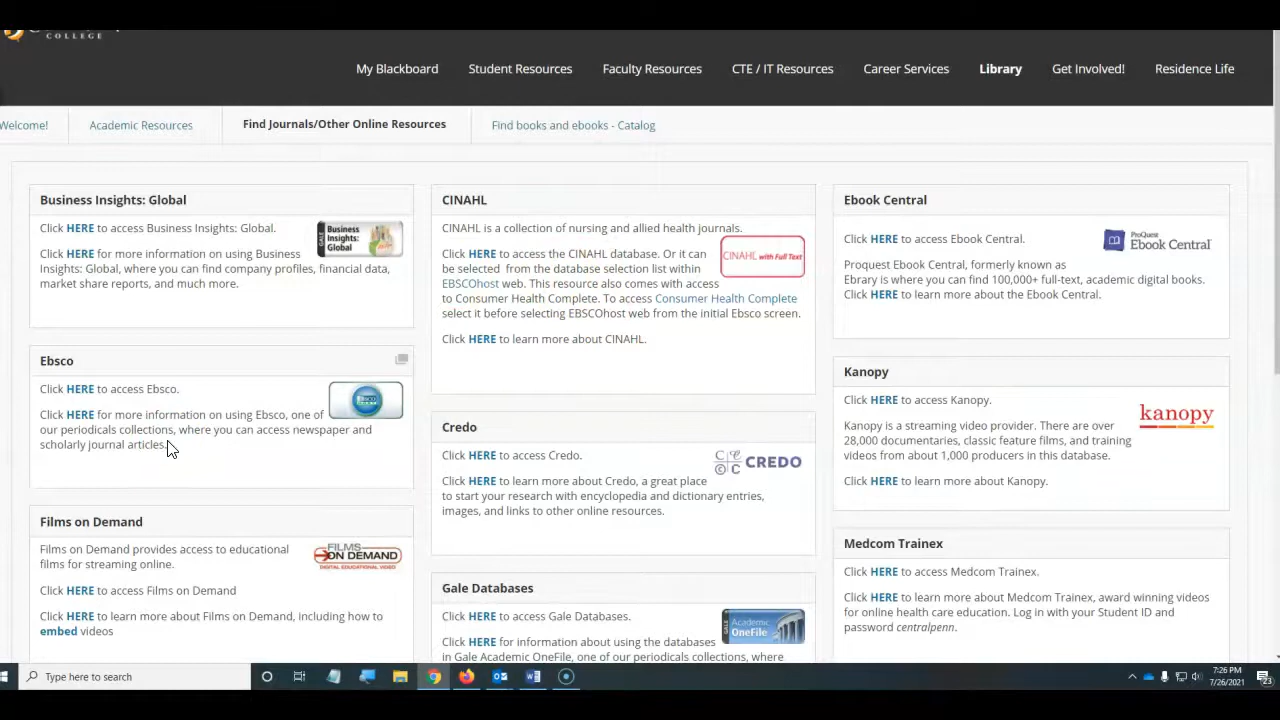 COLLEGE
My Blackboard
Student Resources
Faculty Resources
CTE / IT Resources
Career Services
Library
Get Involved!
Residence Life
Welcome!
Academic Resources
Find Journals/Other Online Resources
Find books and ebooks - Catalog
Business Insights: Global
Click HERE to access Business Insights: Global.
Click HERE for more information on using Business
Insights: Global, where you can find company profiles, financial data,
market share reports, and much more.
GALE
Business
Insights:
Global
Ebsco
Click HERE to access Ebsco.
Click HERE for more information on using Ebsco, one of
our periodicals collections, where you can access newspaper and
scholarly journal articles.
Films on Demand
Films on Demand provides access to educational
films for streaming online.
FILMS
ON DEMAND
DIGITAL EDUCATIONAL VIDEO
Click HERE to access Films on Demand
Click HERE to learn more about Films on Demand, including how to
embed videos
CINAHL
CINAHL is a collection of nursing and allied health journals.
Click HERE to access the CINAHL database. Or it can
be selected from the database selection list within
EBSCOhost web. This resource also comes with access
to Consumer Health Complete. To access Consumer Health Complete
select it before selecting EBSCOhost web from the initial Ebsco screen.
CINAHL with Full Text
Click HERE to learn more about CINAHL.
Credo
Click HERE to access Credo.
CREDO
Click HERE to learn more about Credo, a great place
to start your research with encyclopedia and dictionary entries,
images, and links to other online resources.
Gale Databases
Click HERE to access Gale Databases.
GALE
Academic
OneFile
Click HERE for information about using the databases
in Gale Academic OneFile, one of our periodicals collections, where
Ebook Central
Click HERE to access Ebook Central.
ProQuest
Ebook Central
Proquest Ebook Central, formerly known as
Ebrary is where you can find 100,000+ full-text, academic digital books.
Click HERE to learn more about the Ebook Central.
Kanopy
Click HERE to access Kanopy.
kanopy
Kanopy is a streaming video provider. There are over
28,000 documentaries, classic feature films, and training
videos from about 1,000 producers in this database.
Click HERE to learn more about Kanopy.
Medcom Trainex
Click HERE to access Medcom Trainex.
Click HERE to learn more about Medcom Trainex, award winning videos
for online health care education. Log in with your Student ID and
password centralpenn.
Type here to search
7:26 PM
7/26/2021
23